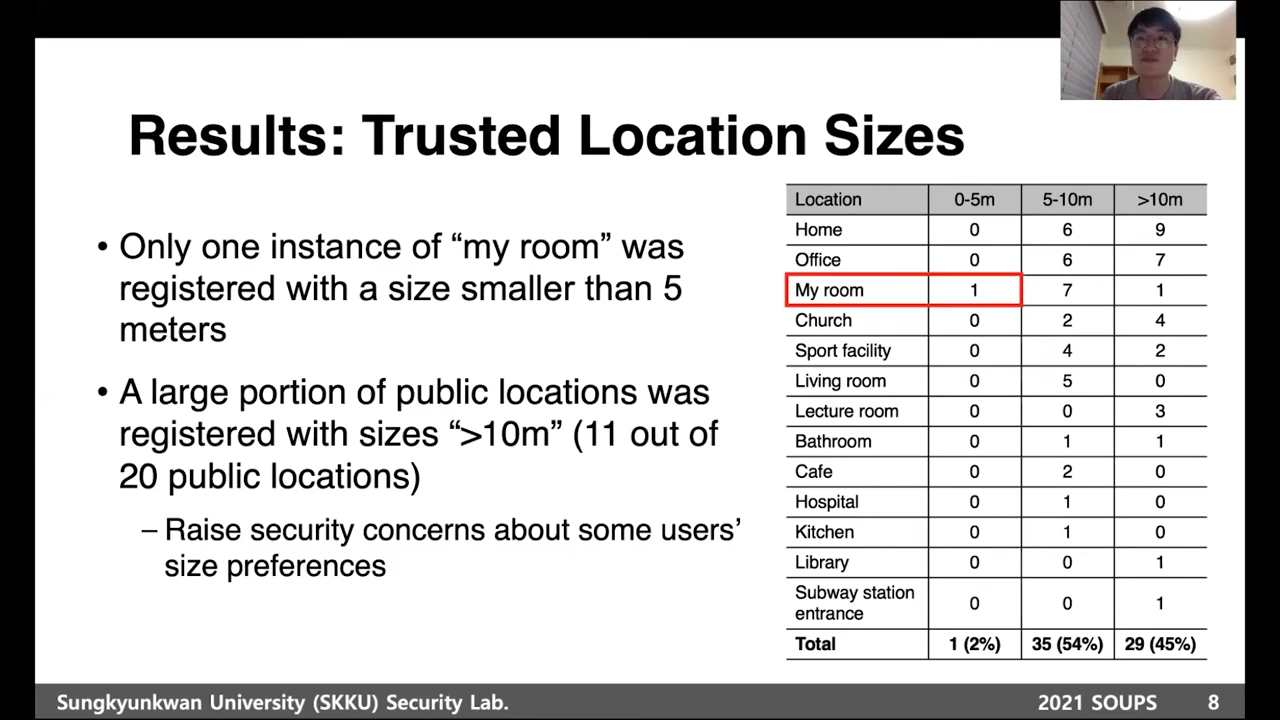 Results: Trusted Location Sizes
• Only one instance of “my room” was
registered with a size smaller than 5
meters
• A large portion of public locations was
registered with sizes “>10m” (11 out of
20 public locations)
– Raise security concerns about some users’
size preferences
Location 0-5m 5-10m >10m
Home 0 6 9
Office 0 6 7
My room 1 7 1
Church 0 2 4
Sport facility 0 4 2
Living room 0 5 0
Lecture room 0 0 3
Bathroom 0 1 1
Cafe 0 2 0
Hospital 0 1 0
Kitchen 0 1 0
Library 0 0 1
Subway station
entrance 0 0 1
Total 1 (2%) 35 (54%) 29 (45%)
Sungkyunkwan University (SKKU) Security Lab. 2021 SOUPS 8